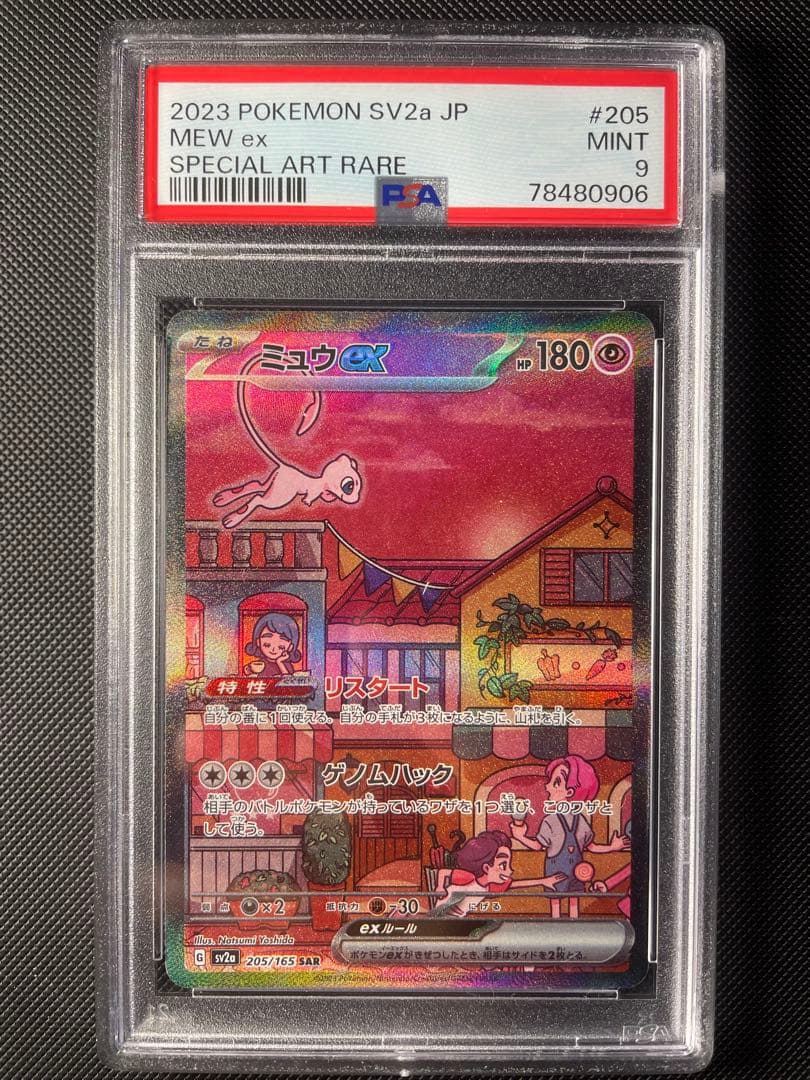 2023 POKEMON SV2a JP #205
MEW ex MINT
SPECIAL ART RARE 9
PSA 78480906
たね ミュウex HP 180
特性 リスタート
自分の番に1回使える。自分の手札が3枚になるように、山札を引く。
ゲノムハック
相手のバトルポケモンが持っているワザを1つ選び、このワザと
して使う。
弱点 ×2 抵抗力 -30 にげる
exルール
ポケモンexがきぜつしたとき、相手はサイドを2枚とる。
Illus. Natsumi Yoshida
G sv2a 205/165 SAR
PSA